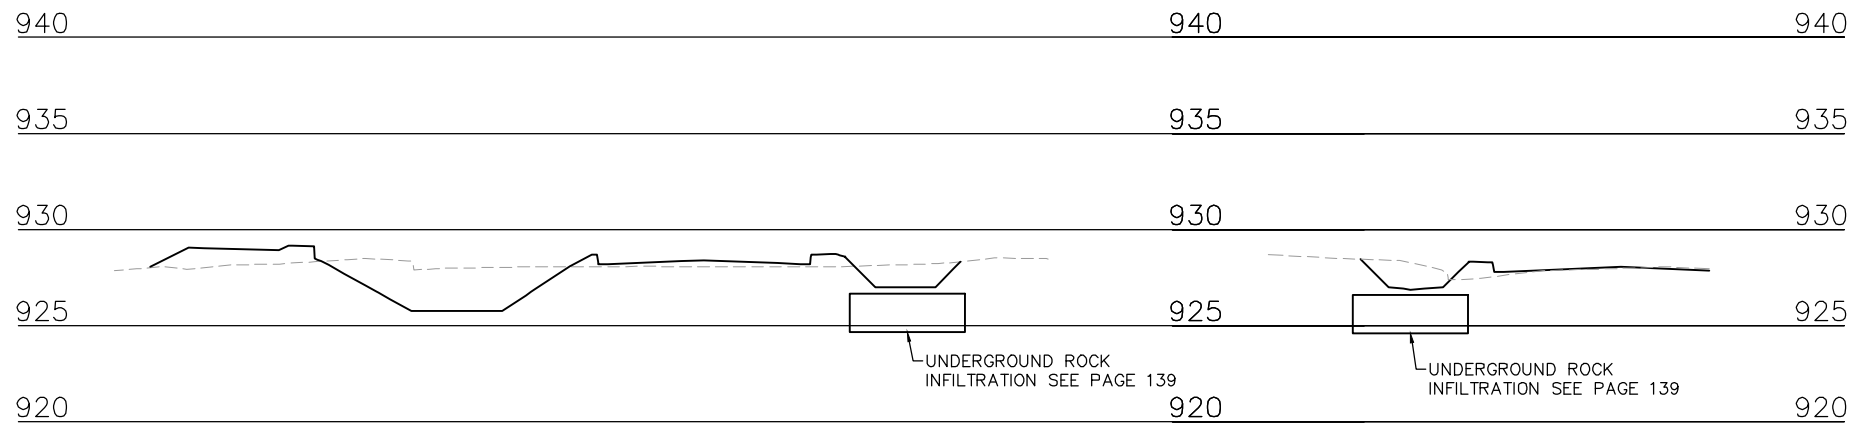 940 940 940
935 935 935
930 930 930
925 925 925
UNDERGROUND ROCK
INFILTRATION SEE PAGE 139
UNDERGROUND ROCK
INFILTRATION SEE PAGE 139
920 920 920